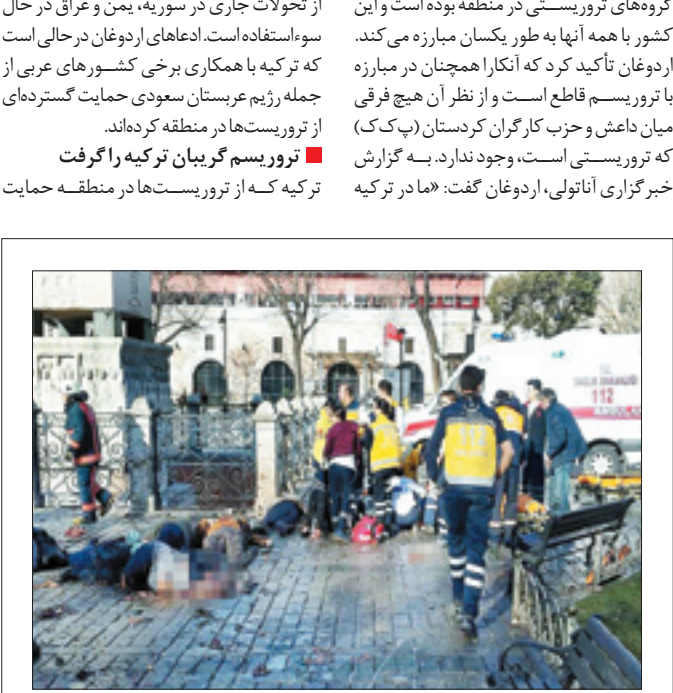 گروه‌های تروریستی در منطقه بوده است و این
کشور با همه آنها به طور یکسان مبارزه می‌کند.
اردوغان تأکید کرد که آنکارا همچنان در مبارزه
با تروریسم قاطع است و از نظر آن هیچ فرقی
میان داعش و حزب کارگران کردستان (پ‌ک‌ک)
که تروریستی است، وجود ندارد. به گزارش
خبرگزاری آناتولی، اردوغان گفت: «ما در ترکیه
از تحولات جاری در سوریه، یمن و عراق در حال
سوءاستفاده است. ادعاهای اردوغان درحالی است
که ترکیه با همکاری برخی کشورهای عربی از
جمله رژیم عربستان سعودی حمایت گسترده‌ای
از تروریست‌ها در منطقه کرده‌اند.
تروریسم گریبان ترکیه را گرفت
ترکیه که از تروریست‌ها در منطقه حمایت
112